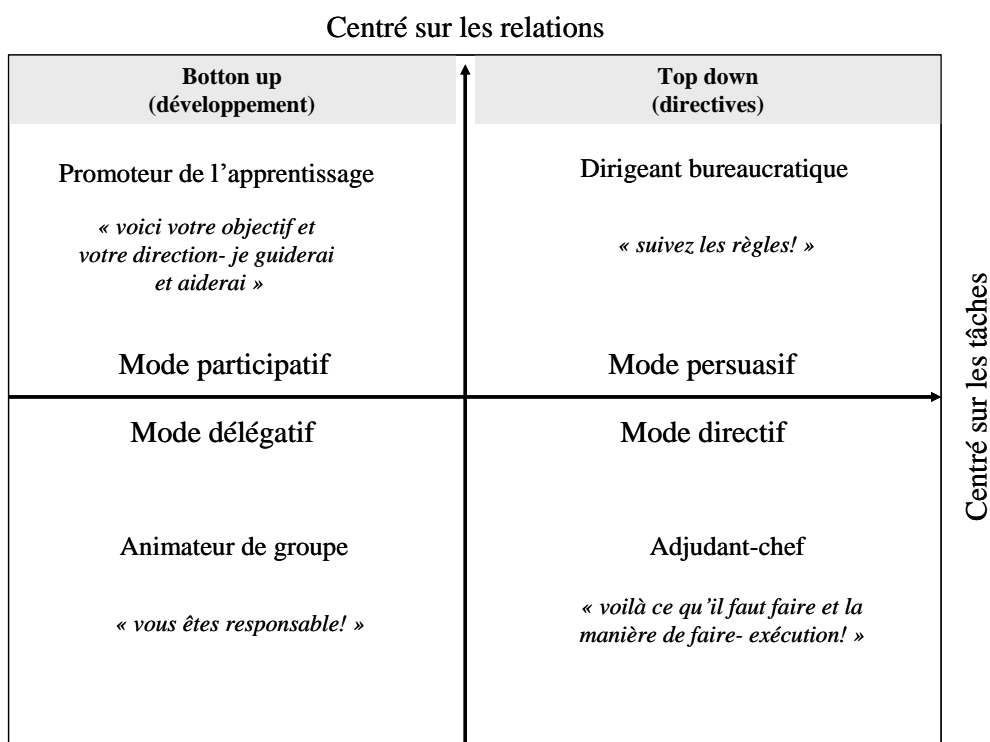 Centré sur les relations
Botton up
(développement)
Top down
(directives)
Promoteur de l'apprentissage
« voici votre objectif et
votre direction- je guiderai
et aiderai »
Dirigeant bureaucratique
« suivez les règles! »
Mode participatif
Mode persuasif
Centré sur les tâches
Mode délégatif
Mode directif
Animateur de groupe
« vous êtes responsable! »
Adjudant-chef
« voilà ce qu'il faut faire et la
manière de faire- exécution! »